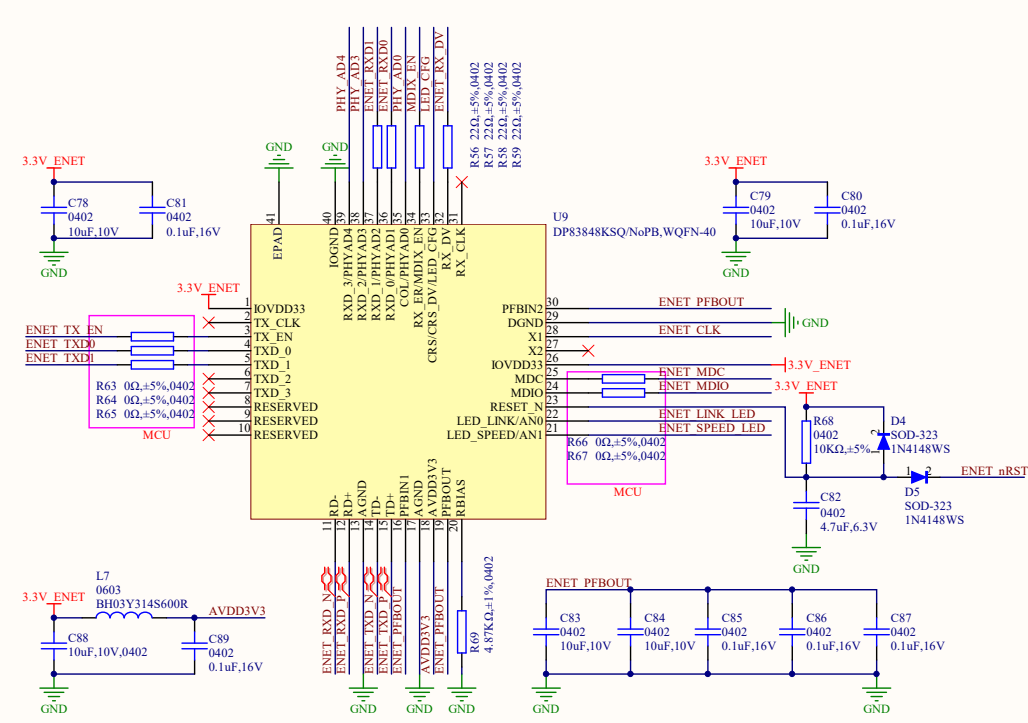 PHY_AD4
PHY_AD3
ENET_RXD1
ENET_RXD0
PHY_AD0
MDIX_EN
LED_CFG
ENET_RX_DV
R56 22Ω,±5%,0402
R57 22Ω,±5%,0402
R58 22Ω,±5%,0402
R59 22Ω,±5%,0402
GND
GND
3.3V_ENET
C78
0402
10uF,10V
C81
0402
0.1uF,16V
GND
3.3V_ENET
C79
0402
10uF,10V
C80
0402
0.1uF,16V
GND
U9
DP83848KSQ/NoPB,WQFN-40
41
40
39
38
37
36
35
34
33
32
31
EPAD
IOGND
RXD_3/PHYAD4
RXD_2/PHYAD3
RXD_1/PHYAD2
RXD_0/PHYAD1
COL/PHYAD0
RX_ER/MDIX_EN
CRS/CRS_DV/LED_CFG
RX_DV
RX_CLK
3.3V_ENET
1 IOVDD33
2 TX_CLK
ENET_TX_EN 3 TX_EN
ENET_TXD0 4 TXD_0
ENET_TXD1 5 TXD_1
6 TXD_2
7 TXD_3
8 RESERVED
9 RESERVED
10 RESERVED
R63 0Ω,±5%,0402
R64 0Ω,±5%,0402
R65 0Ω,±5%,0402
MCU
PFBIN2 30 ENET_PFBOUT
DGND 29 GND
X1 28 ENET_CLK
X2 27
IOVDD33 26 3.3V_ENET
MDC 25 ENET_MDC
MDIO 24 ENET_MDIO
RESET_N 23
LED_LINK/AN0 22 ENET_LINK_LED
LED_SPEED/AN1 21 ENET_SPEED_LED
R66 0Ω,±5%,0402
R67 0Ω,±5%,0402
MCU
3.3V_ENET
R68
0402
10KΩ,±5%
D4
SOD-323
1N4148WS
1 2
1 2
ENET_nRST
D5
SOD-323
1N4148WS
C82
0402
4.7uF,6.3V
GND
RD-
RD+
AGND
TD-
TD+
PFBIN1
AGND
AVDD3V3
PFBOUT
RBIAS
11
12
13
14
15
16
17
18
19
20
ENET_RXD_N
ENET_RXD_P
ENET_TXD_N
ENET_TXD_P
ENET_PFBOUT
AVDD3V3
ENET_PFBOUT
R69
4.87KΩ,±1%,0402
GND
GND
GND
L7
0603
BH03Y314S600R
3.3V_ENET
AVDD3V3
C88
10uF,10V,0402
C89
0402
0.1uF,16V
GND
GND
ENET_PFBOUT
C83
0402
10uF,10V
C84
0402
10uF,10V
C85
0402
0.1uF,16V
C86
0402
0.1uF,16V
C87
0402
0.1uF,16V
GND
GND